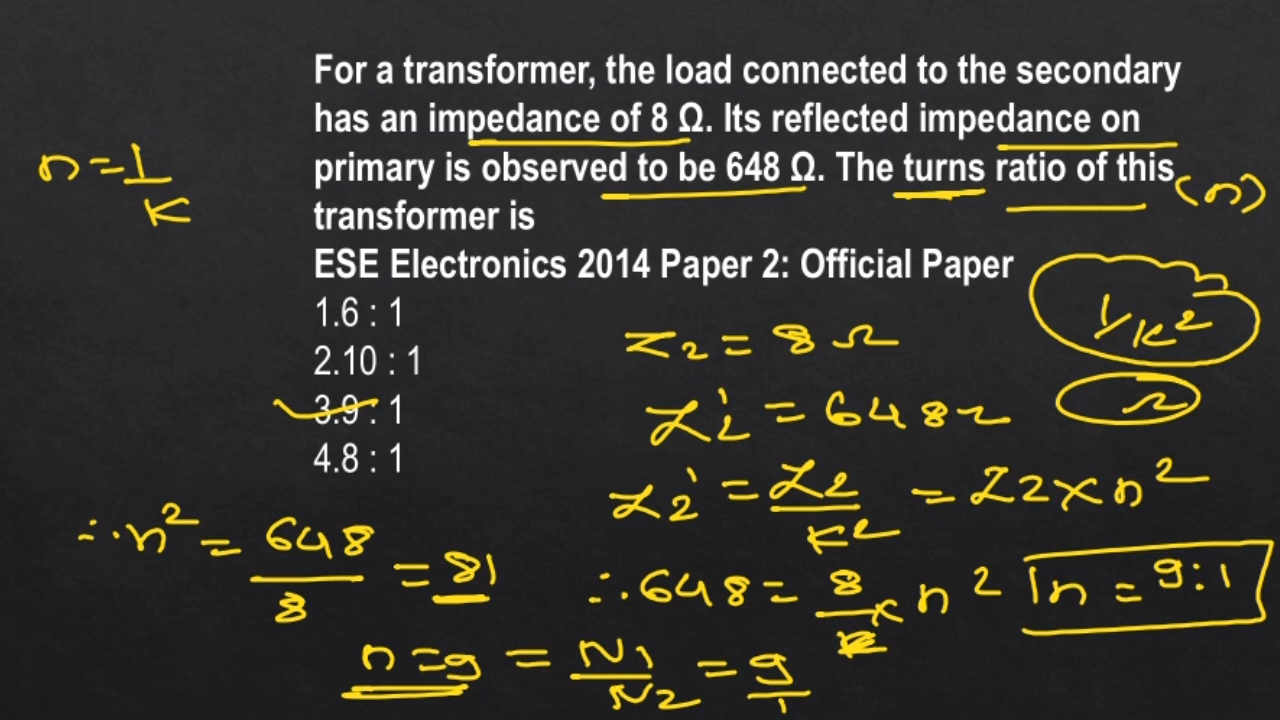 For a transformer, the load connected to the secondary
has an impedance of 8 Ω. Its reflected impedance on
primary is observed to be 648 Ω. The turns ratio of this (n)
transformer is
ESE Electronics 2014 Paper 2: Official Paper
1.6 : 1
2.10 : 1
3.9 : 1
4.8 : 1
n = 1/K
1/K²
Z2 = 8 Ω
Ω
Z2' = 648 Ω
Z2' = Z2/K² = Z2 × n²
∴ 648 = 8 × n²
n = 9:1
∴ n² = 648/8 = 81
n = 9 = N1/N2 = 9/1